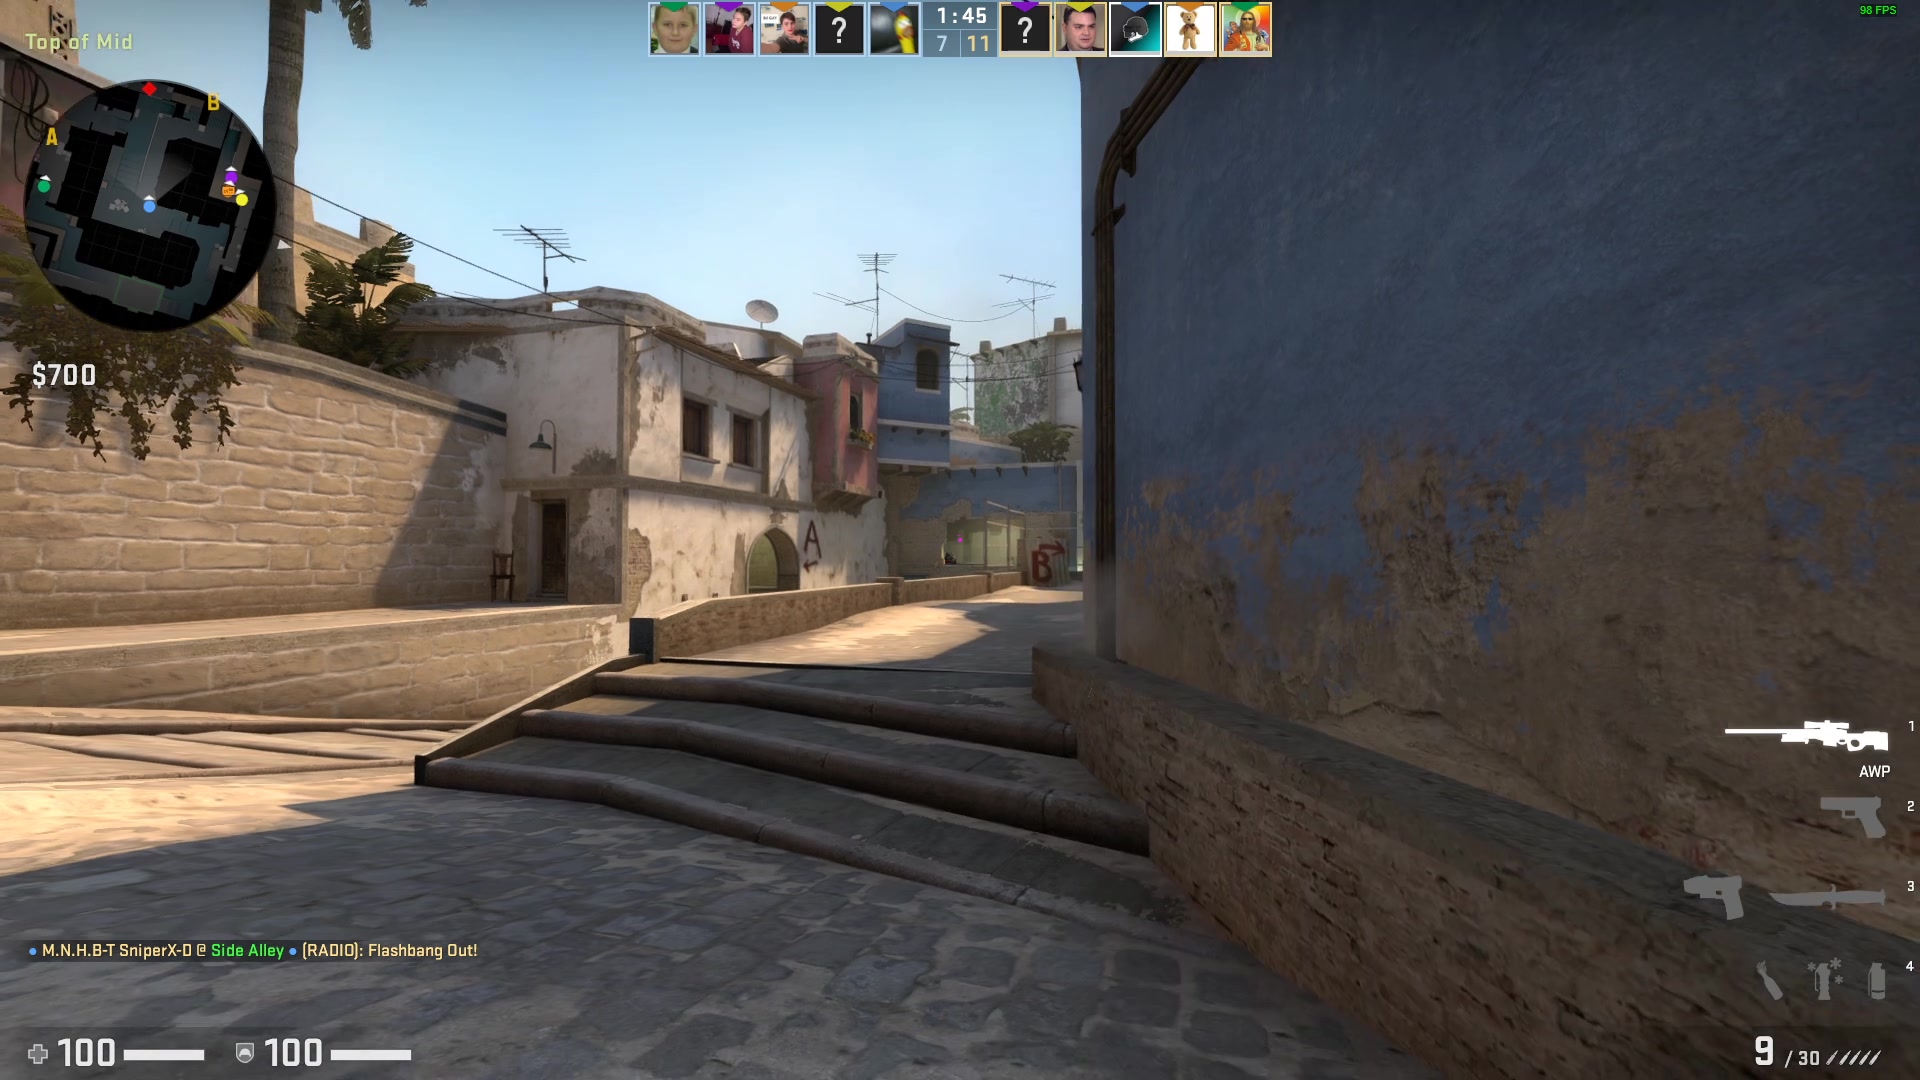 98 FPS
Top of Mid
?
1:45
?
7 11
B
A
$700
A
B
1
AWP
2
3
M.N.H.B-T SniperX-D @ Side Alley ● (RADIO): Flashbang Out!
4
100
100
9 / 30